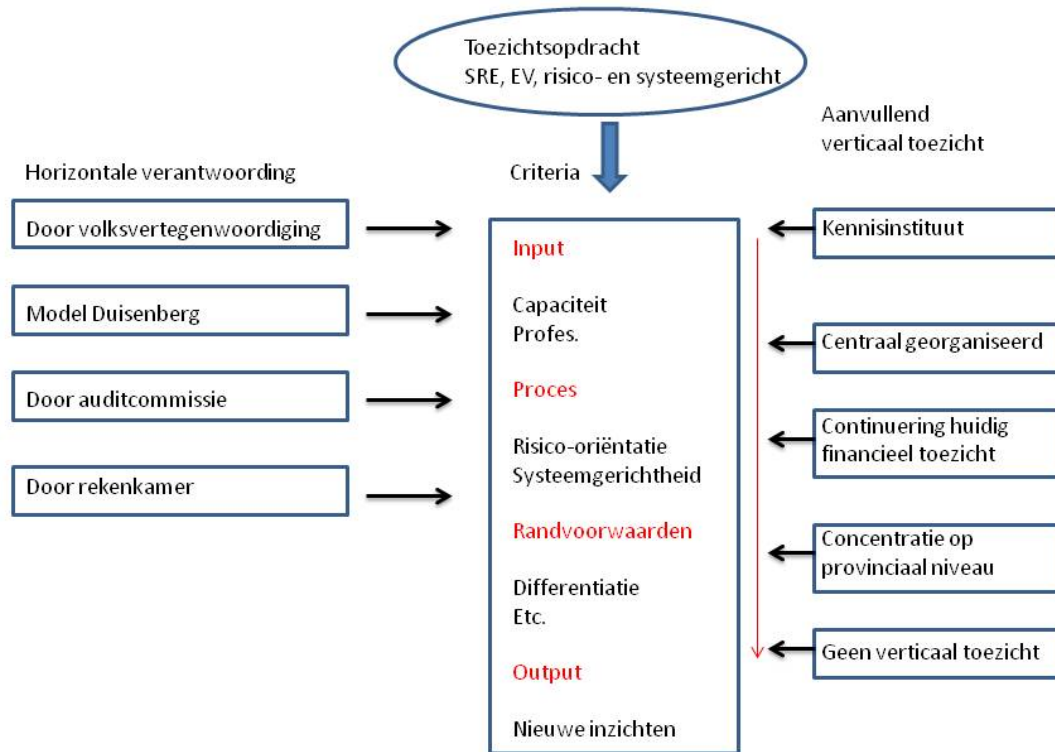 Toezichtsopdracht
SRE, EV, risico- en systeemgericht
Aanvullend
verticaal toezicht
Horizontale verantwoording
Criteria
Door volksvertegenwoordiging
Model Duisenberg
Door auditcommissie
Door rekenkamer
Input
Capaciteit
Profes.
Proces
Risico-oriëntatie
Systeemgerichtheid
Randvoorwaarden
Differentiatie
Etc.
Output
Nieuwe inzichten
Kennisinstituut
Centraal georganiseerd
Continuering huidig
financieel toezicht
Concentratie op
provinciaal niveau
Geen verticaal toezicht